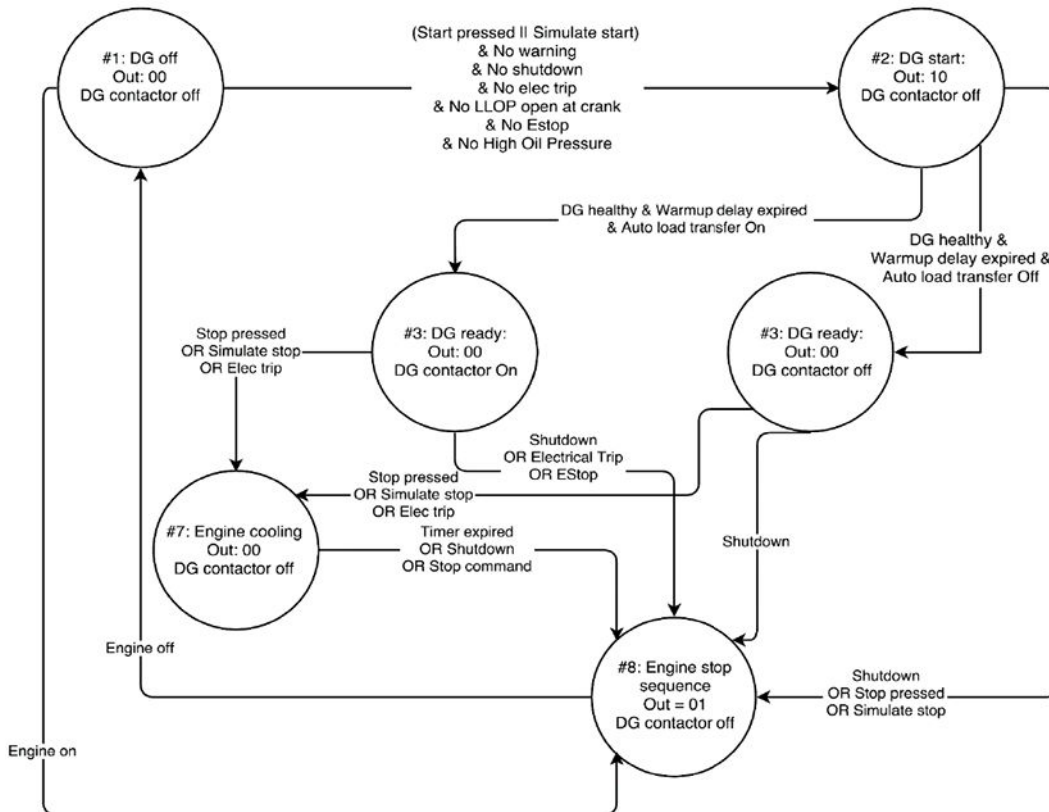 #1: DG off
Out: 00
DG contactor off
(Start pressed || Simulate start)
& No warning
& No shutdown
& No elec trip
& No LLOP open at crank
& No Estop
& No High Oil Pressure
#2: DG start:
Out: 10
DG contactor off
DG healthy & Warmup delay expired
& Auto load transfer On
DG healthy &
Warmup delay expired &
Auto load transfer Off
#3: DG ready:
Out: 00
DG contactor On
#3: DG ready:
Out: 00
DG contactor off
Stop pressed
OR Simulate stop
OR Elec trip
Shutdown
OR Electrical Trip
OR EStop
Stop pressed
OR Simulate stop
OR Elec trip
#7: Engine cooling
Out: 00
DG contactor off
Timer expired
OR Shutdown
OR Stop command
Shutdown
Engine off
#8: Engine stop
sequence
Out = 01
DG contactor off
Shutdown
OR Stop pressed
OR Simulate stop
Engine on